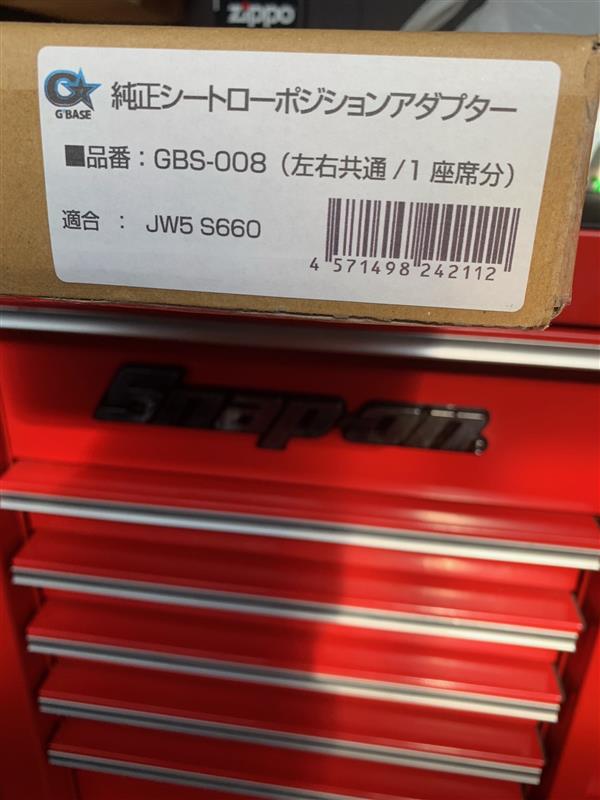 zippo
G'BASE
純正シートローポジションアダプター
■品番：GBS-008（左右共通/1座席分）
適合 ： JW5 S660
4 571498 242112
Snap-on